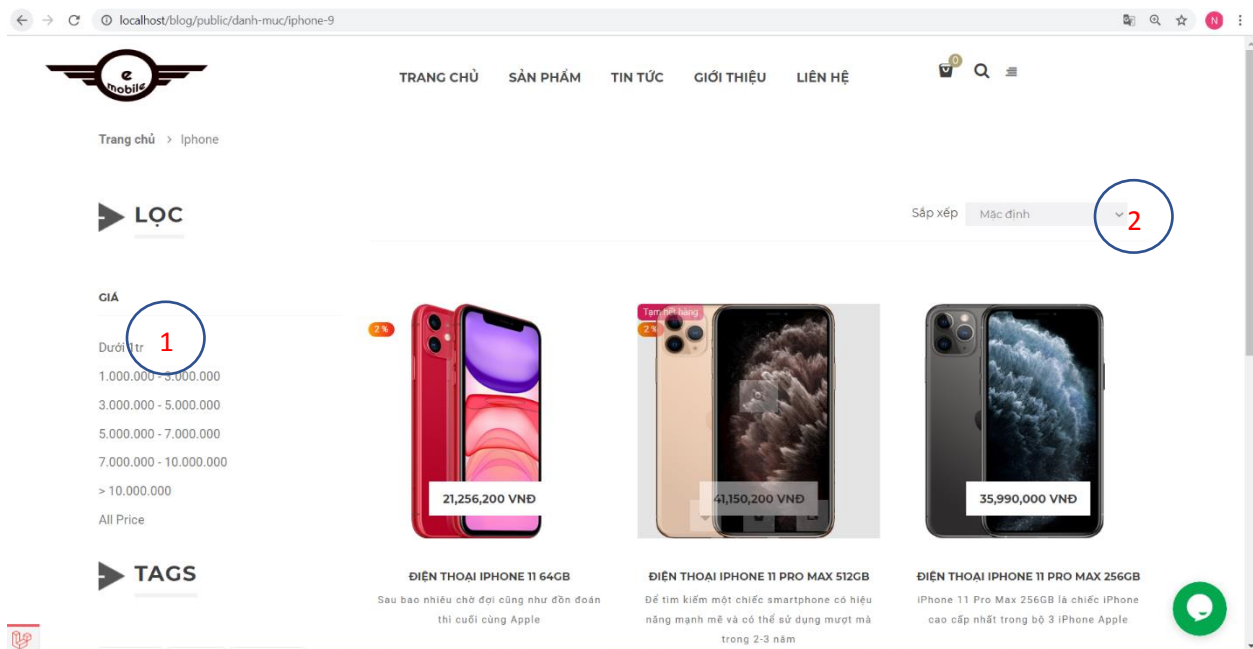 localhost/blog/public/danh-muc/iphone-9
N
e
mobile
TRANG CHỦ SẢN PHẨM TIN TỨC GIỚI THIỆU LIÊN HỆ
0
Trang chủ > Iphone
LỌC
Sắp xếp Mặc định
2
GIÁ
1
Dưới 1tr
1.000.000 - 3.000.000
3.000.000 - 5.000.000
5.000.000 - 7.000.000
7.000.000 - 10.000.000
> 10.000.000
All Price
TAGS
2 %
21,256,200 VNĐ
ĐIỆN THOẠI IPHONE 11 64GB
Sau bao nhiêu chờ đợi cũng như đồn đoán
thì cuối cùng Apple
Tạm hết hàng
2 %
41,150,200 VNĐ
ĐIỆN THOẠI IPHONE 11 PRO MAX 512GB
Để tìm kiếm một chiếc smartphone có hiệu
năng mạnh mẽ và có thể sử dụng mượt mà
trong 2-3 năm
35,990,000 VNĐ
ĐIỆN THOẠI IPHONE 11 PRO MAX 256GB
iPhone 11 Pro Max 256GB là chiếc iPhone
cao cấp nhất trong bộ 3 iPhone Apple